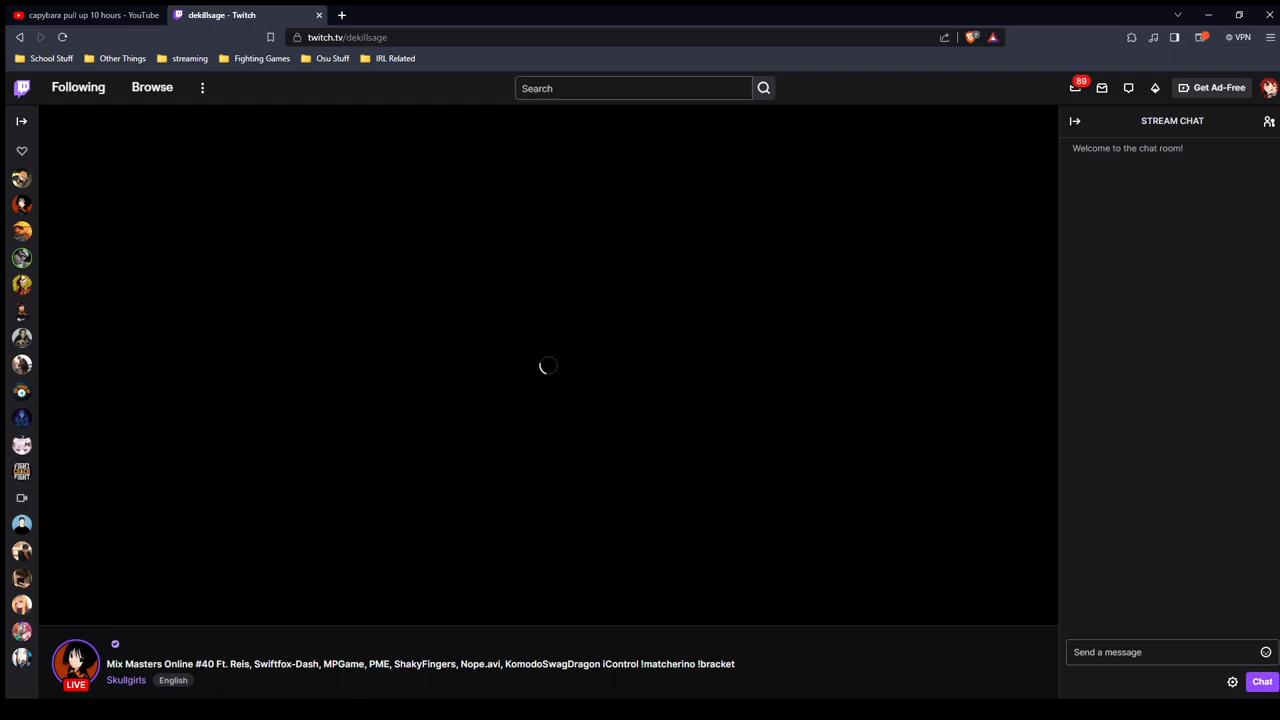 capybara pull up 10 hours - YouTube
dekillsage - Twitch
twitch.tv/dekillsage
VPN
School Stuff
Other Things
streaming
Fighting Games
Osu Stuff
IRL Related
Following
Browse
Search
89
Get Ad-Free
STREAM CHAT
Welcome to the chat room!
FIGHT
COACH
FIGHT
Send a message
Chat
LIVE
Mix Masters Online #40 Ft. Reis, Swiftfox-Dash, MPGame, PME, ShakyFingers, Nope.avi, KomodoSwagDragon iControl !matcherino !bracket
Skullgirls
English